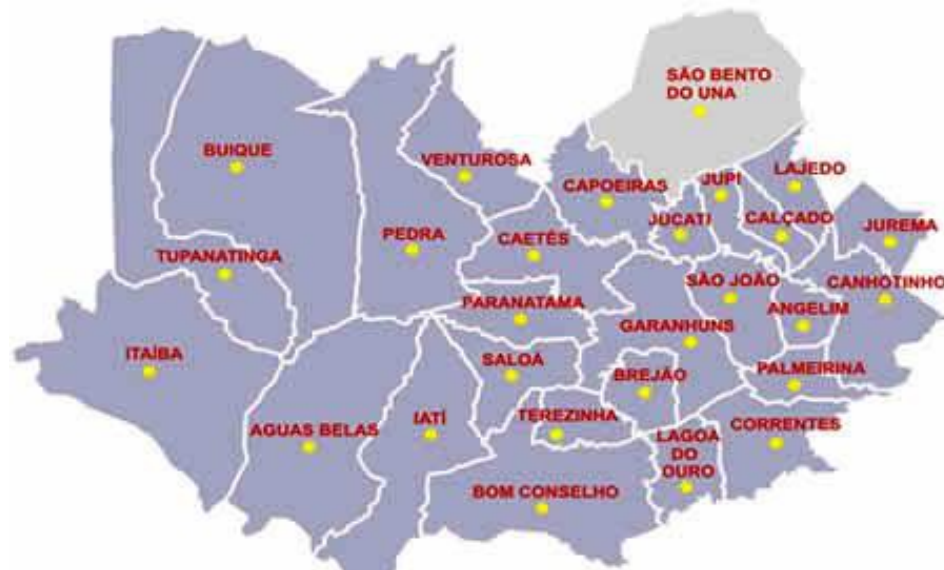 SÃO BENTO
DO UNA
BUIQUE
VENTUROSA
CAPOEIRAS
JUPI
LAJEDO
JUCATI
CALÇADO
JUREMA
PEDRA
CAETÉS
TUPANATINGA
SÃO JOÃO
CANHOTINHO
PARANATAMA
GARANHUNS
ANGELIM
ITAÍBA
SALOÁ
BREJÃO
PALMEIRINA
AGUAS BELAS
IATÍ
TEREZINHA
LAGOA
DO
OURO
CORRENTES
BOM CONSELHO